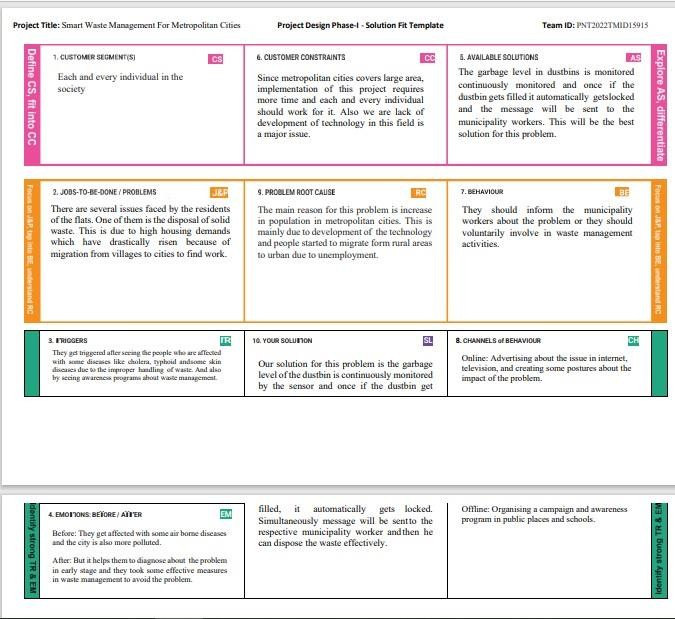 Project Title: Smart Waste Management For Metropolitan Cities Project Design Phase-I - Solution Fit Template Team ID: PNT2022TMID15915
Define CS, fit into CC
1. CUSTOMER SEGMENT(S) CS
Each and every individual in the
society
6. CUSTOMER CONSTRAINTS CC
Since metropolitan cities covers large area,
implementation of this project requires
more time and each and every individual
should work for it. Also we are lack of
development of technology in this field is
a major issue.
5. AVAILABLE SOLUTIONS AS
The garbage level in dustbins is monitored
continuously monitored and once if the
dustbin gets filled it automatically getslocked
and the message will be sent to the
municipality workers. This will be the best
solution for this problem.
Explore AS, differentiate
Focus on J&P, tap into BE, understand RC
2. JOBS-TO-BE-DONE / PROBLEMS J&P
There are several issues faced by the residents
of the flats. One of them is the disposal of solid
waste. This is due to high housing demands
which have drastically risen because of
migration from villages to cities to find work.
9. PROBLEM ROOT CAUSE RC
The main reason for this problem is increase
in population in metropolitan cities. This is
mainly due to development of the technology
and people started to migrate form rural areas
to urban due to unemployment.
7. BEHAVIOUR BE
They should inform the municipality
workers about the problem or they should
voluntarily involve in waste management
activities.
Focus on J&P, tap into BE, understand RC
3. TRIGGERS TR
They get triggered after seeing the people who are affected
with some diseases like cholera, typhoid andsome skin
diseases due to the improper handling of waste. And also
by seeing awareness programs about waste management.
10. YOUR SOLUTION SL
Our solution for this problem is the garbage
level of the dustbin is continuously monitored
by the sensor and once if the dustbin get
8. CHANNELS of BEHAVIOUR CH
Online: Advertising about the issue in internet,
television, and creating some postures about the
impact of the problem.
Identify strong TR & EM
4. EMOTIONS: BEFORE / AFTER EM
Before: They get affected with some air borne diseases
and the city is also more polluted.
After: But it helps them to diagnose about the problem
in early stage and they took some effective measures
in waste management to avoid the problem.
filled, it automatically gets locked.
Simultaneously message will be sentto the
respective municipality worker andthen he
can dispose the waste effectively.
Offline: Organising a campaign and awareness
program in public places and schools.
Identify strong TR & EM